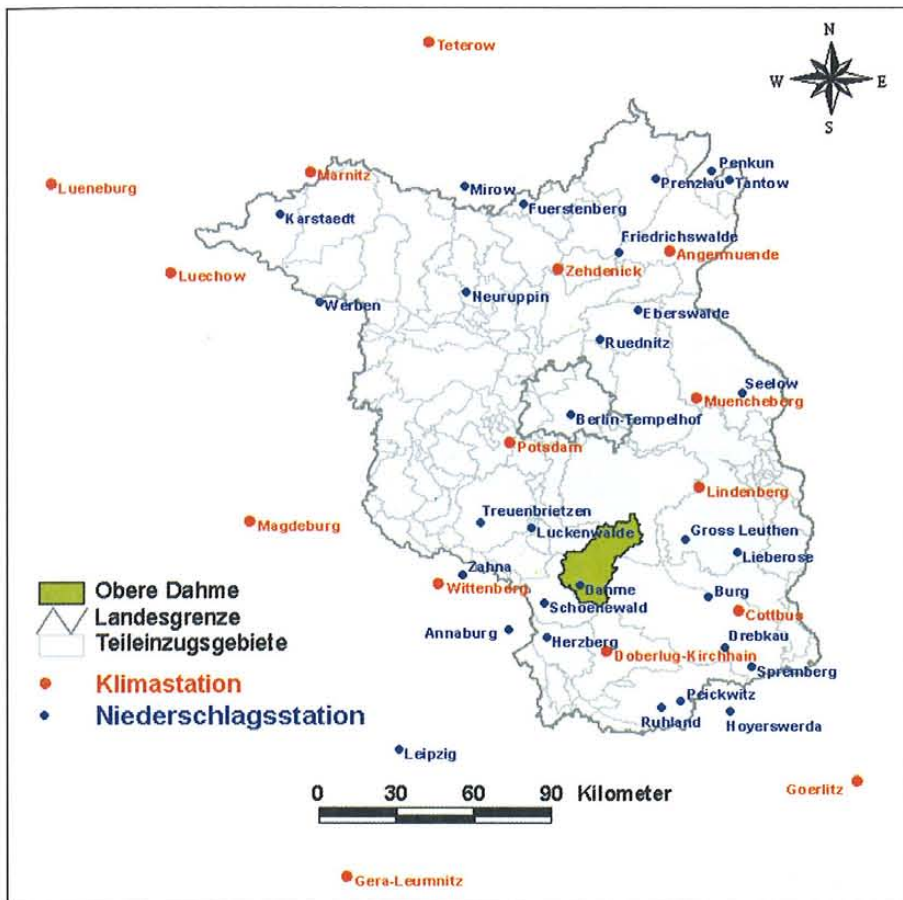 N
W E
S
Teterow
Lueneburg
Marnitz
Mirow
Penkun
Prenzlau
Tantow
Karstaedt
Fuerstenberg
Friedrichswalde
Angermuende
Luechow
Zehdenick
Werben
Neuruppin
Eberswalde
Ruednitz
Seelow
Muencheberg
Berlin-Tempelhof
Potsdam
Lindenberg
Magdeburg
Treuenbrietzen
Luckenwalde
Gross Leuthen
Lieberose
Zahna
Wittenberg
Dahme
Burg
Schoenewald
Cottbus
Annaburg
Herzberg
Drebkau
Doberlug-Kirchhain
Spremberg
Peickwitz
Ruhland
Hoyerswerda
Leipzig
Goerlitz
Gera-Leumnitz
Obere Dahme
Landesgrenze
Teileinzugsgebiete
Klimastation
Niederschlagsstation
0 30 60 90 Kilometer